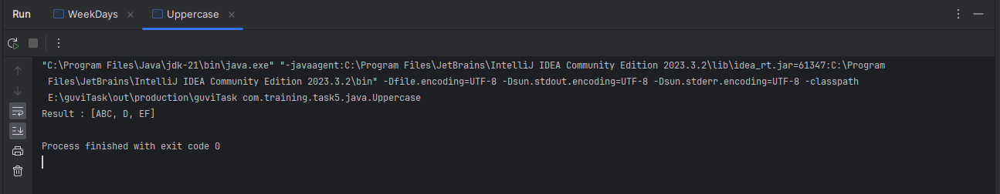 Run WeekDays Uppercase
"C:\Program Files\Java\jdk-21\bin\java.exe" "-javaagent:C:\Program Files\JetBrains\IntelliJ IDEA Community Edition 2023.3.2\lib\idea_rt.jar=61347:C:\Program
Files\JetBrains\IntelliJ IDEA Community Edition 2023.3.2\bin" -Dfile.encoding=UTF-8 -Dsun.stdout.encoding=UTF-8 -Dsun.stderr.encoding=UTF-8 -classpath
E:\guviTask\out\production\guviTask com.training.task5.java.Uppercase
Result : [ABC, D, EF]
Process finished with exit code 0